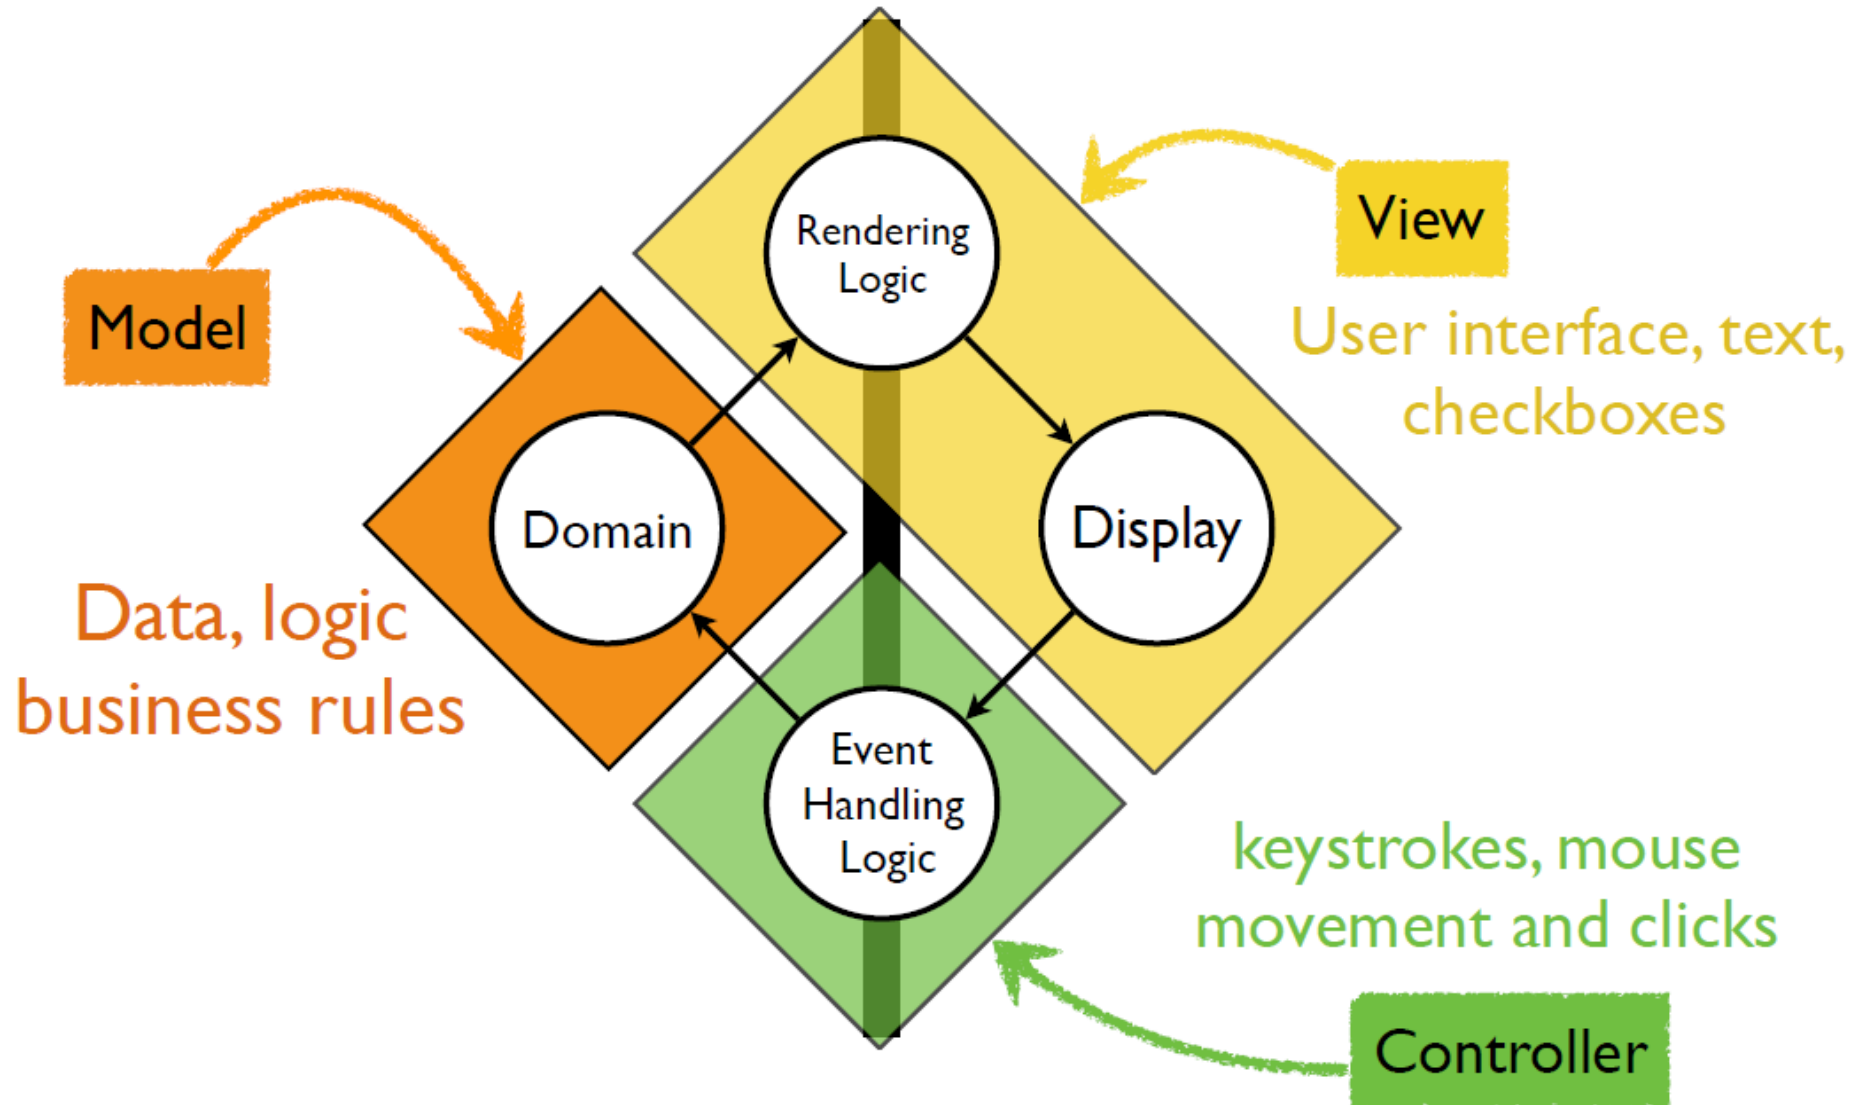 Rendering
Logic
View
Model
User interface, text,
checkboxes
Domain
Display
Data, logic
business rules
Event
Handling
Logic
keystrokes, mouse
movement and clicks
Controller